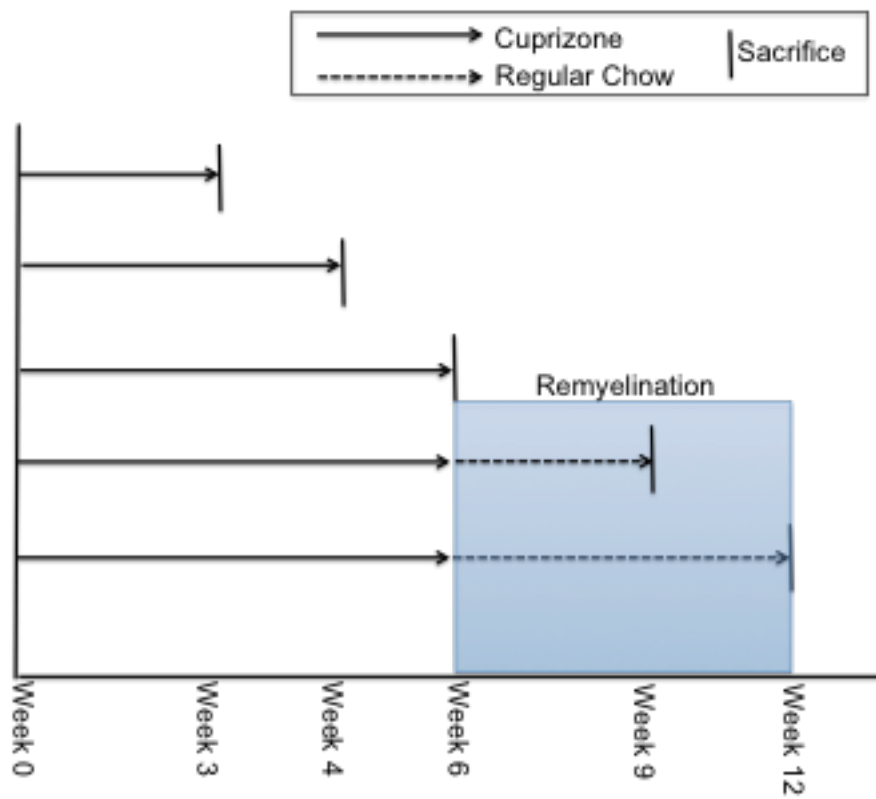 Cuprizone
Regular Chow
Sacrifice
Remyelination
Week 0
Week 3
Week 4
Week 6
Week 9
Week 12